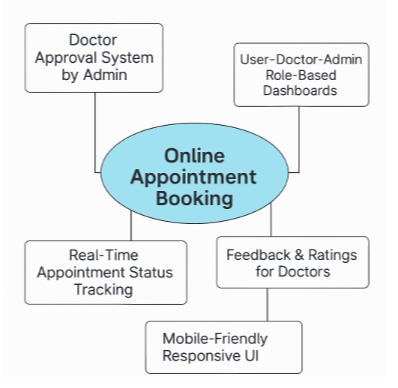 Doctor
Approval System
by Admin
User-Doctor-Admin
Role-Based
Dashboards
Online
Appointment
Booking
Real-Time
Appointment Status
Tracking
Feedback & Ratings
for Doctors
Mobile-Friendly
Responsive UI